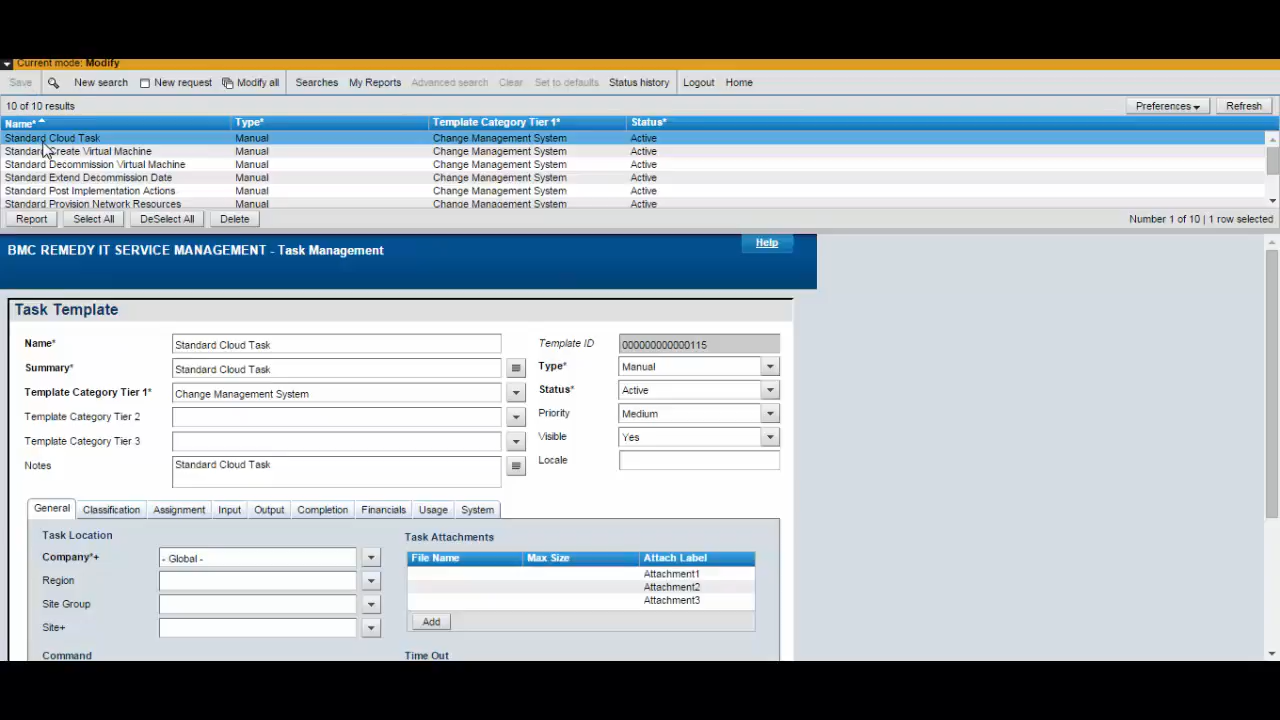 Current mode: Modify
Save New search New request Modify all Searches My Reports Advanced search Clear Set to defaults Status history Logout Home
10 of 10 results Preferences Refresh
Name* Type* Template Category Tier 1* Status*
Standard Cloud Task Manual Change Management System Active
Standard Create Virtual Machine Manual Change Management System Active
Standard Decommission Virtual Machine Manual Change Management System Active
Standard Extend Decommission Date Manual Change Management System Active
Standard Post Implementation Actions Manual Change Management System Active
Standard Provision Network Resources Manual Change Management System Active
Report Select All DeSelect All Delete Number 1 of 10 | 1 row selected
BMC REMEDY IT SERVICE MANAGEMENT - Task Management Help
Task Template
Name* Standard Cloud Task Template ID 000000000000115
Summary* Standard Cloud Task Type* Manual
Template Category Tier 1* Change Management System Status* Active
Template Category Tier 2 Priority Medium
Template Category Tier 3 Visible Yes
Notes Standard Cloud Task Locale
General Classification Assignment Input Output Completion Financials Usage System
Task Location Task Attachments
Company*+ - Global - File Name Max Size Attach Label
Region Attachment1
Attachment2
Site Group Attachment3
Site+ Add
Command Time Out